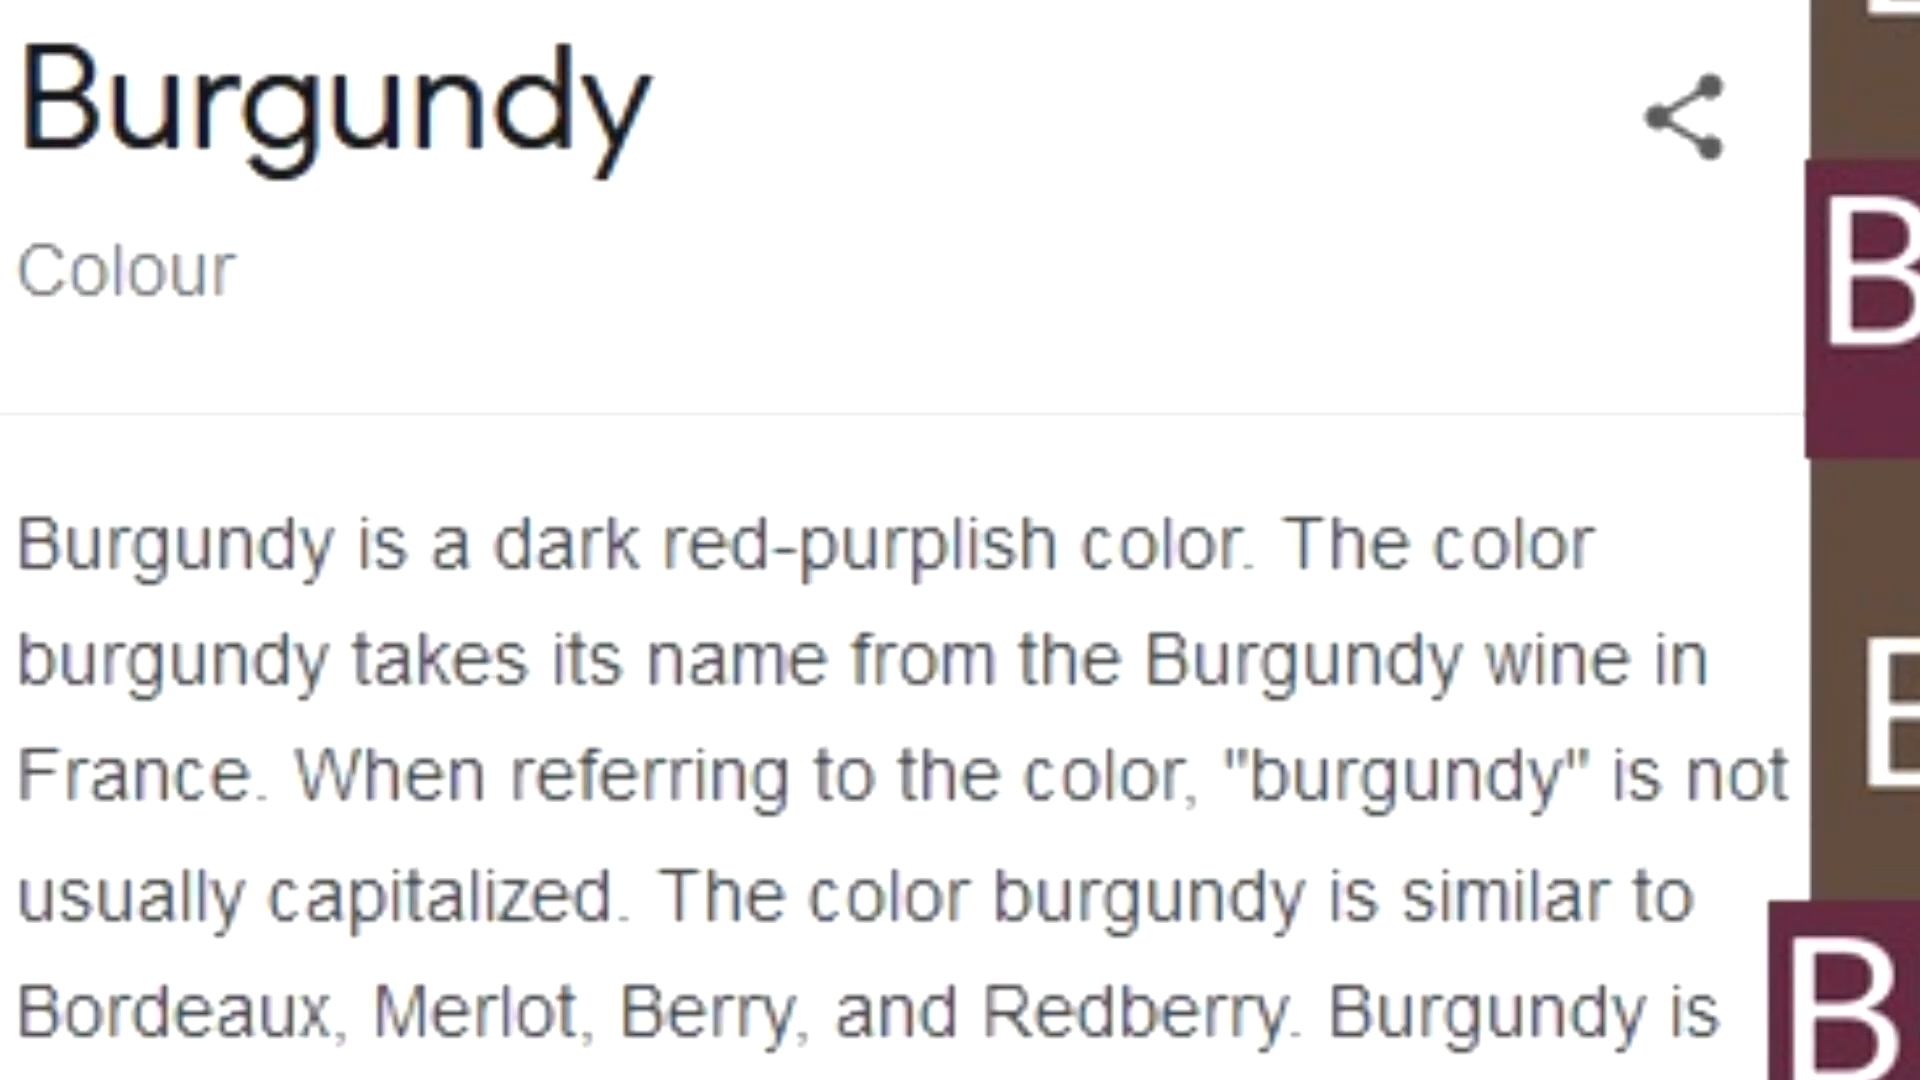 Burgundy
Colour
Burgundy is a dark red-purplish color. The color
burgundy takes its name from the Burgundy wine in
France. When referring to the color, "burgundy" is not
usually capitalized. The color burgundy is similar to
Bordeaux, Merlot, Berry, and Redberry. Burgundy is
B
B